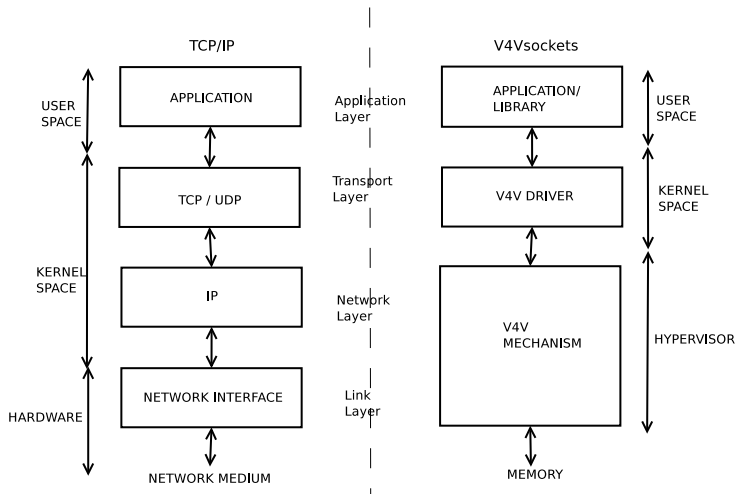 TCP/IP
V4Vsockets
APPLICATION
Application
Layer
APPLICATION/
LIBRARY
USER
SPACE
USER
SPACE
TCP / UDP
Transport
Layer
V4V DRIVER
KERNEL
SPACE
KERNEL
SPACE
IP
Network
Layer
V4V
MECHANISM
HYPERVISOR
NETWORK INTERFACE
Link
Layer
HARDWARE
NETWORK MEDIUM
MEMORY